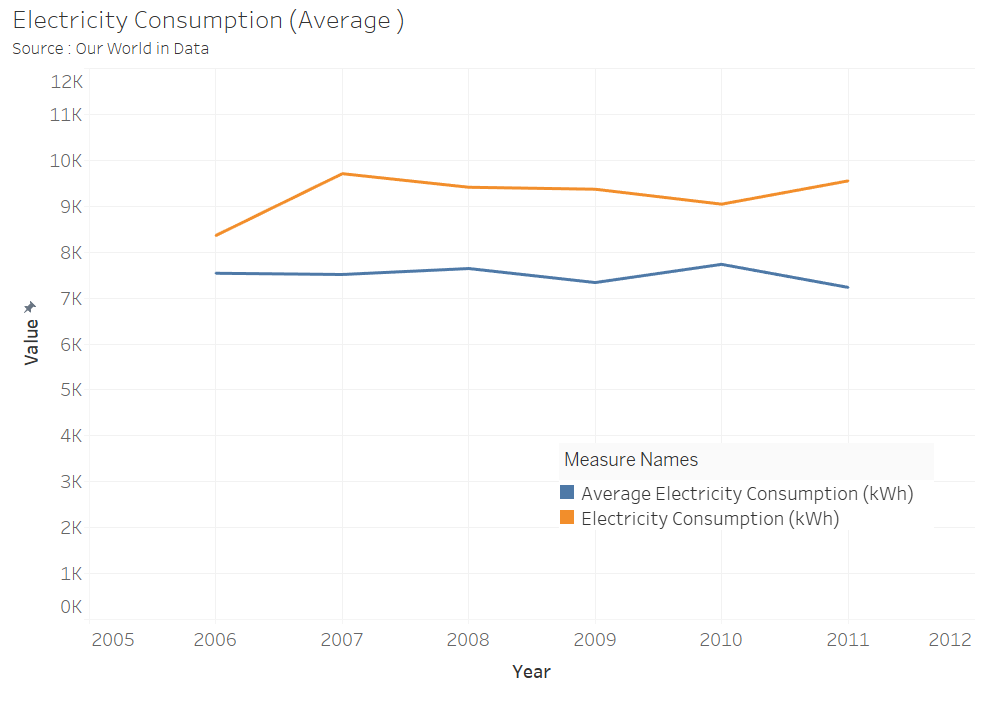 Electricity Consumption (Average )
Source : Our World in Data
12K
11K
10K
9K
8K
7K
6K
5K
4K
3K
2K
1K
0K
Value
Measure Names
Average Electricity Consumption (kWh)
Electricity Consumption (kWh)
2005 2006 2007 2008 2009 2010 2011 2012
Year